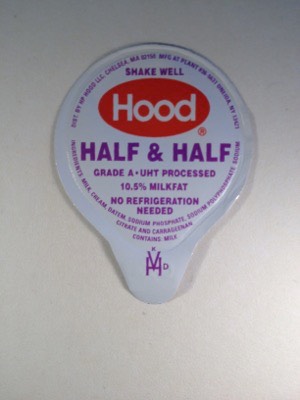 DIST. BY HP HOOD LLC, CHELSEA, MA 02150 MFG AT PLANT #36-3837 ONEIDA, NY 13421
SHAKE WELL
Hood®
HALF & HALF
GRADE A • UHT PROCESSED
10.5% MILKFAT
NO REFRIGERATION
NEEDED
INGREDIENTS: MILK, CREAM, DATEM, SODIUM PHOSPHATE, SODIUM POLYPHOSPHATE, SODIUM
CITRATE AND CARRAGEENAN.
CONTAINS: MILK
K
D